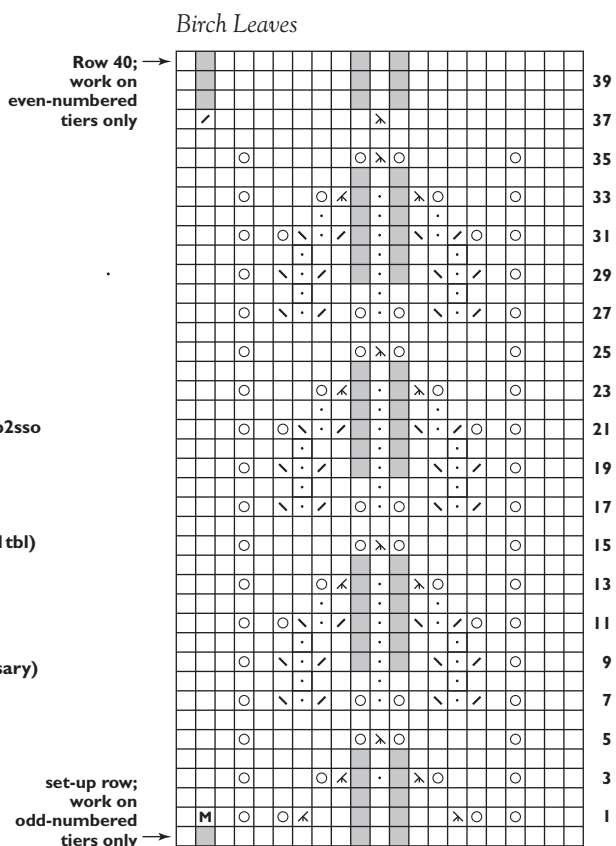 Birch Leaves
Row 40;
work on
even-numbered
tiers only
39
37
35
33
31
29
27
25
23
21
19
17
15
13
11
9
7
5
3
1
M
o2sso
l tbl)
sary)
set-up row;
work on
odd-numbered
tiers only